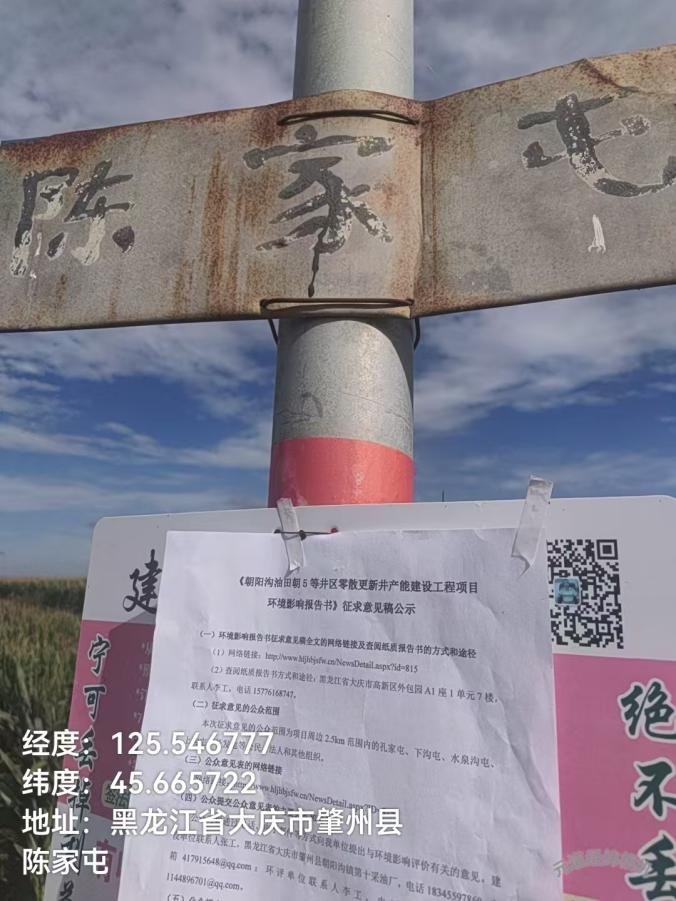 陈家屯
《朝阳沟油田朝5等井区零散更新井产能建设工程项目
环境影响报告书》征求意见稿公示
（一）环境影响报告书征求意见稿全文的网络链接及查阅纸质报告书的方式和途径
（1）网络链接：http://www.hljhbjsfw.cn/NewsDetail.aspx?id=815
（2）查阅纸质报告书方式和途径：黑龙江省大庆市高新区外包园A1座1单元7楼，
联系人李工，电话15776168747。
（二）征求意见的公众范围
本次征求意见的公众范围为项目周边2.5km范围内的孔家屯、下沟屯、水泉沟屯、
法人和其他组织。
（三）公众意见表的网络链接
www.hljhbjsfw.cn/NewsDetail.aspx
（四）公众提交公众意见表的
方式向我单位提出与环境影响评价有关的意见。建
设单位联系人张工，黑龙江省大庆市肇州县朝阳沟镇第十采油厂，电话
箱417915648@qq.com；环评单位联系人李工，
1144896701@qq.com。
建
宁可丢掉
绝不丢
经度：125.546777
纬度：45.665722
地址：黑龙江省大庆市肇州县
陈家屯